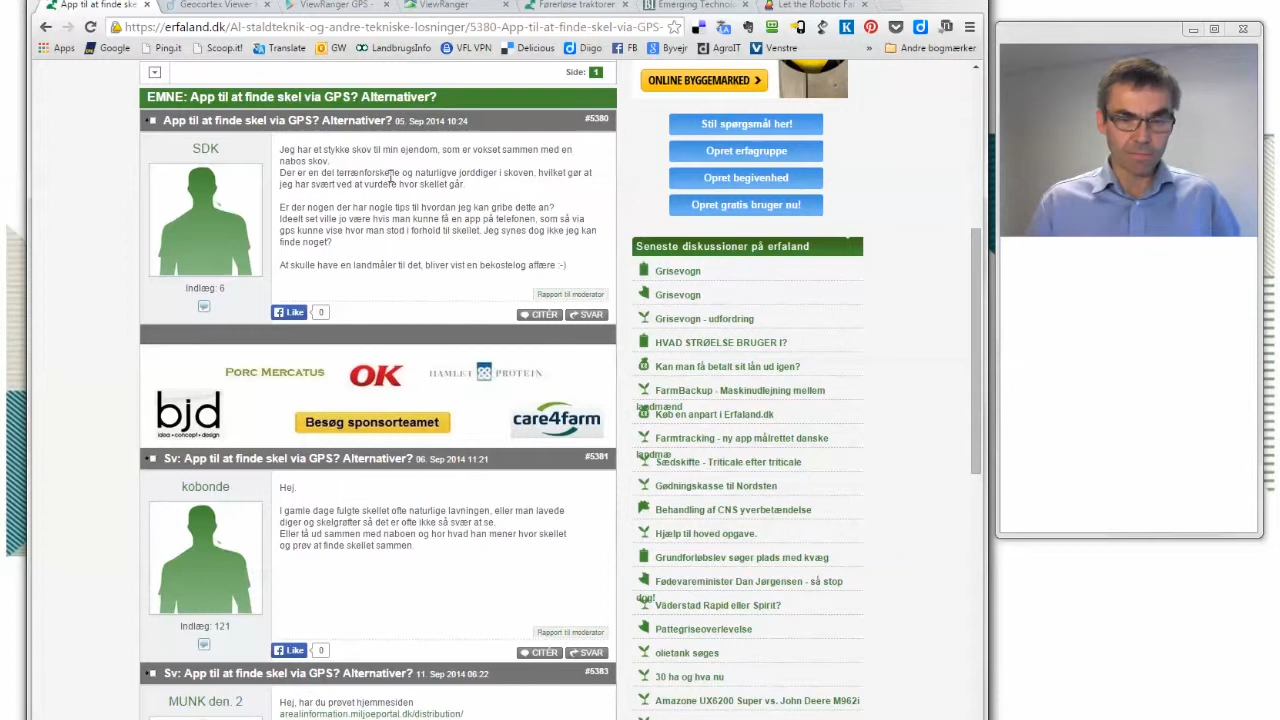 App til at finde ske
Geocortex Viewer
ViewRanger GPS -
ViewRanger
Førerløse traktorer
Emerging Technolo
Let the Robotic Fa
https://erfaland.dk/Al-staldteknik-og-andre-tekniske-losninger/5380-App-til-at-finde-skel-via-GPS-
Apps
Google
Ping.it
Scoop.it!
Translate
GW
LandbrugsInfo
VFL VPN
Delicious
Diigo
FB
Byvejr
AgroIT
Venstre
»
Andre bogmærker
Side: 1
EMNE: App til at finde skel via GPS? Alternativer?
App til at finde skel via GPS? Alternativer? 05. Sep 2014 10:24
#5380
SDK
Jeg har et stykke skov til min ejendom, som er vokset sammen med en
nabos skov.
Der er en del terrænforskelle og naturligve jorddiger i skoven, hvilket gør at
jeg har svært ved at vurdere hvor skellet går.
Er der nogen der har nogle tips til hvordan jeg kan gribe dette an?
Ideelt set ville jo være hvis man kunne få en app på telefonen, som så via
gps kunne vise hvor man stod i forhold til skellet. Jeg synes dog ikke jeg kan
finde noget?
At skulle have en landmåler til det, bliver vist en bekostelog affære :-)
Indlæg: 6
Rapport til moderator
Like
0
CITÉR
SVAR
PORC MERCATUS
OK
HAMLET PROTEIN
bjd
idea • concept • design
Besøg sponsorteamet
care4farm
Sv: App til at finde skel via GPS? Alternativer? 06. Sep 2014 11:21
#5381
kobonde
Hej.
I gamle dage fulgte skellet ofte naturlige lavningen, eller man lavede
diger og skelgrøfter så det er ofte ikke så svær at se.
Eller tå ud sammen med naboen og hor hvad han mener hvor skellet
og prøv at finde skellet sammen.
Indlæg: 121
Rapport til moderator
Like
0
CITÉR
SVAR
Sv: App til at finde skel via GPS? Alternativer? 11. Sep 2014 06:22
#5383
MUNK den. 2
Hej, har du prøvet hjemmesiden
arealinformation.miljoeportal.dk/distribution/
ONLINE BYGGEMARKED
Stil spørgsmål her!
Opret erfagruppe
Opret begivenhed
Opret gratis bruger nu!
Seneste diskussioner på erfaland
Grisevogn
Grisevogn
Grisevogn - udfordring
HVAD STRØELSE BRUGER I?
Kan man få betalt sit lån ud igen?
FarmBackup - Maskinudlejning mellem
landmænd
Køb en anpart i Erfaland.dk
Farmtracking - ny app målrettet danske
landmæ
Sædskifte - Triticale efter triticale
Gødningskasse til Nordsten
Behandling af CNS yverbetændelse
Hjælp til hoved opgave.
Grundforløbslev søger plads med kvæg
Fødevareminister Dan Jørgensen - så stop
dog!
Väderstad Rapid eller Spirit?
Pattegriseoverlevelse
olietank søges
30 ha og hva nu
Amazone UX6200 Super vs. John Deere M962i